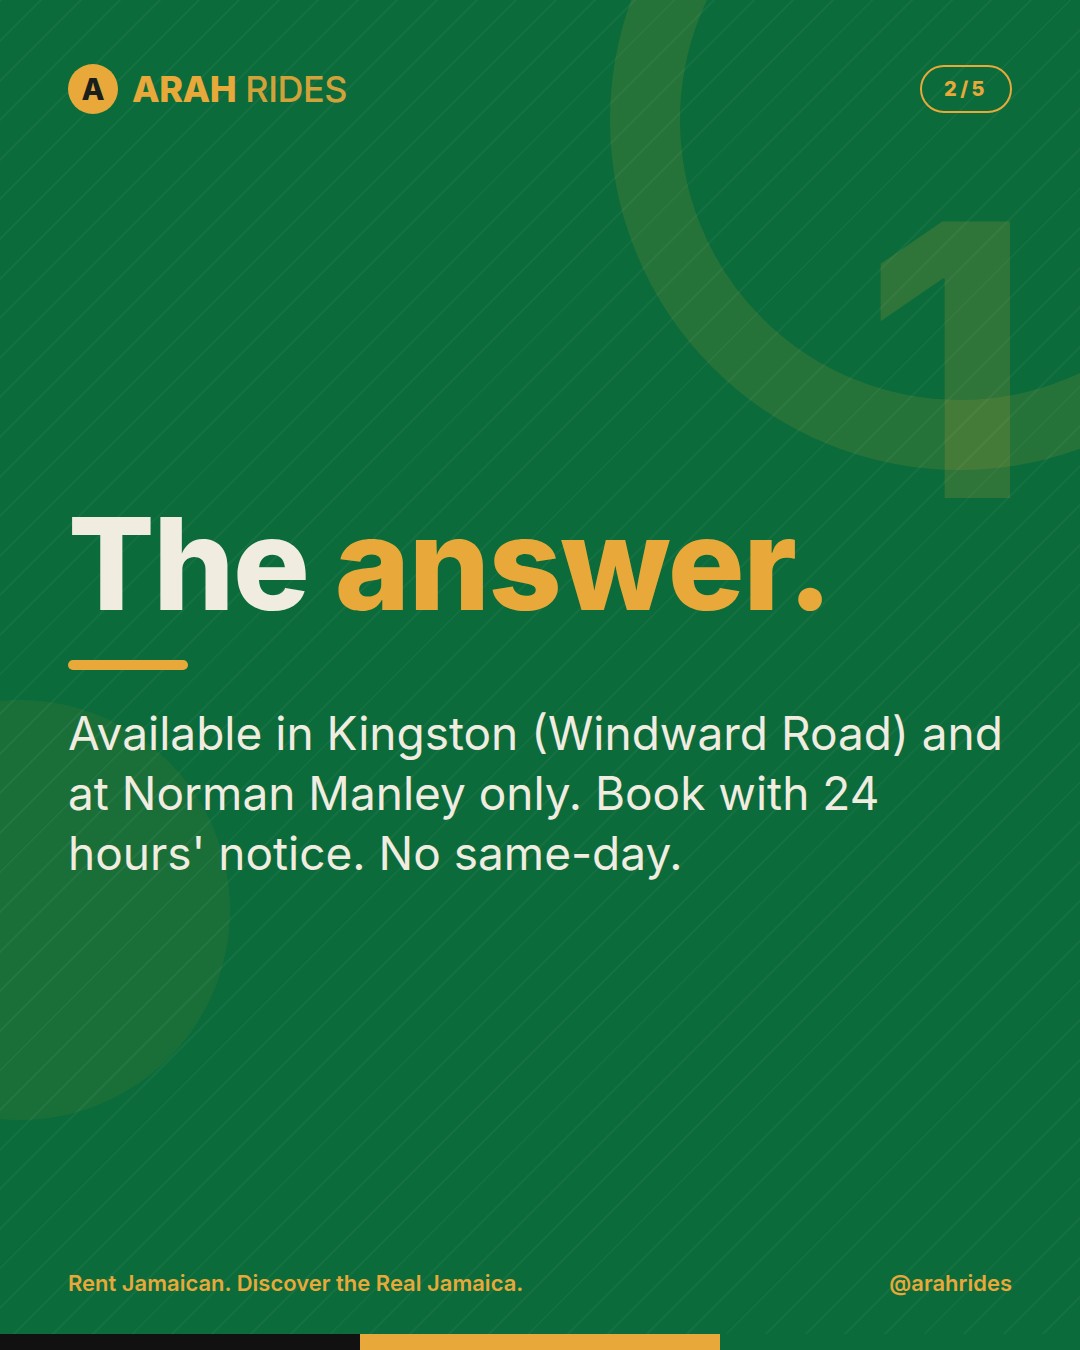 A ARAH RIDES
2/5
1
The answer.
Available in Kingston (Windward Road) and
at Norman Manley only. Book with 24
hours' notice. No same-day.
Rent Jamaican. Discover the Real Jamaica.
@arahrides